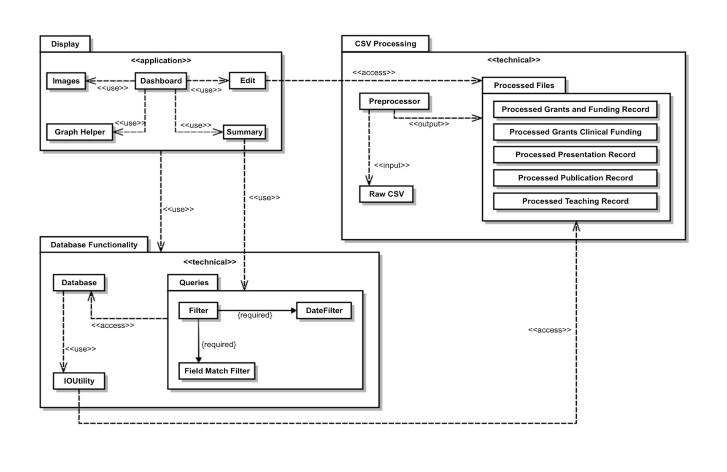 Display
<<application>>
Images
Dashboard
Edit
<<use>>
<<use>>
<<use>>
<<use>>
Graph Helper
Summary
<<access>>
CSV Processing
<<technical>>
Preprocessor
<<output>>
<<input>>
Raw CSV
Processed Files
Processed Grants and Funding Record
Processed Grants Clinical Funding
Processed Presentation Record
Processed Publication Record
Processed Teaching Record
<<use>>
<<use>>
Database Functionality
<<technical>>
Database
<<access>>
<<use>>
IOUtility
Queries
Filter
{required}
DateFilter
{required}
Field Match Filter
<<access>>